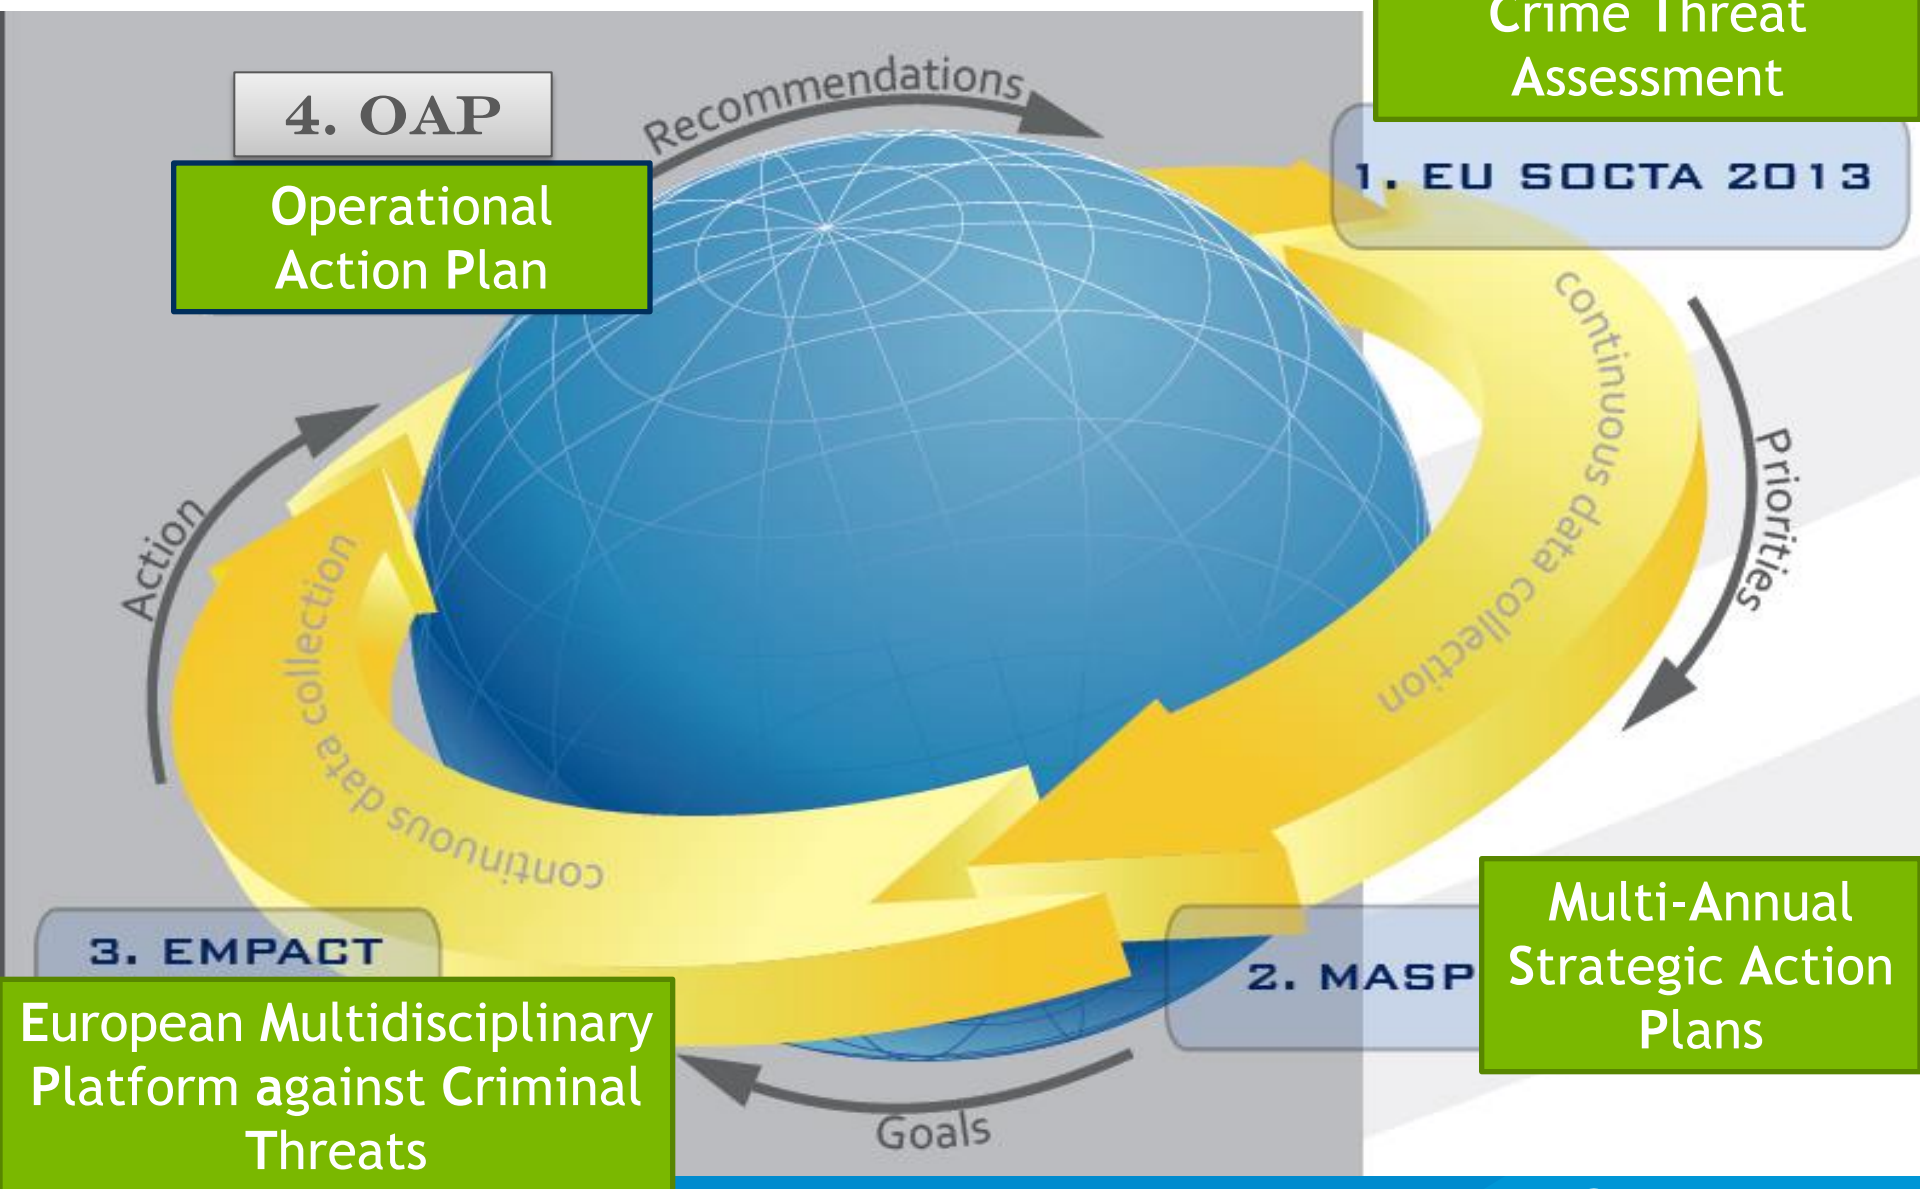 Crime Threat
Assessment
4. OAP
Operational
Action Plan
Recommendations
1. EU SOCTA 2013
continuous data collection
Priorities
Action
continuous data collection
3. EMPACT
European Multidisciplinary
Platform against Criminal
Threats
2. MASP
Multi-Annual
Strategic Action
Plans
Goals